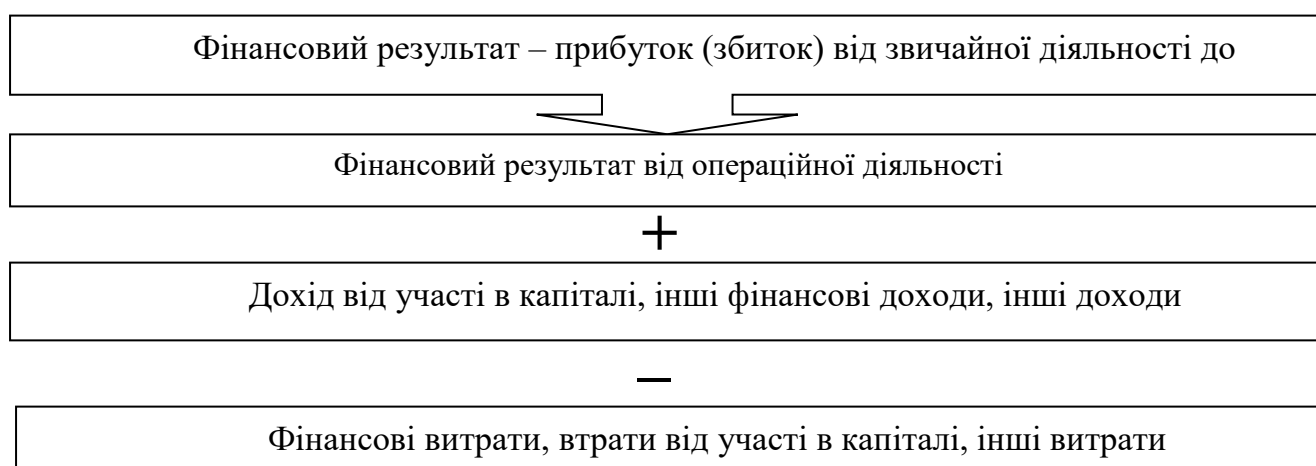 Фінансовий результат – прибуток (збиток) від звичайної діяльності до
Фінансовий результат від операційної діяльності
+
Дохід від участі в капіталі, інші фінансові доходи, інші доходи
–
Фінансові витрати, втрати від участі в капіталі, інші витрати